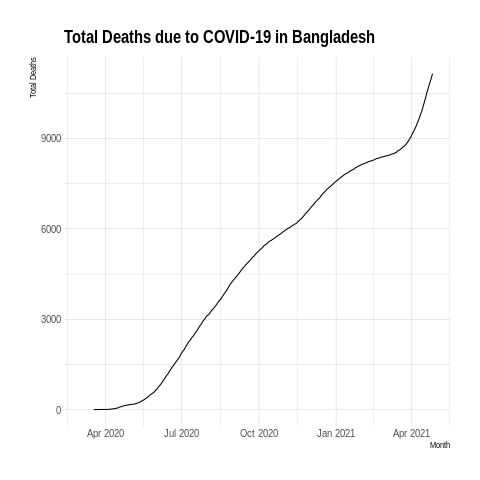 Total Deaths due to COVID-19 in Bangladesh
Total Deaths
9000
6000
3000
0
Apr 2020 Jul 2020 Oct 2020 Jan 2021 Apr 2021
Month